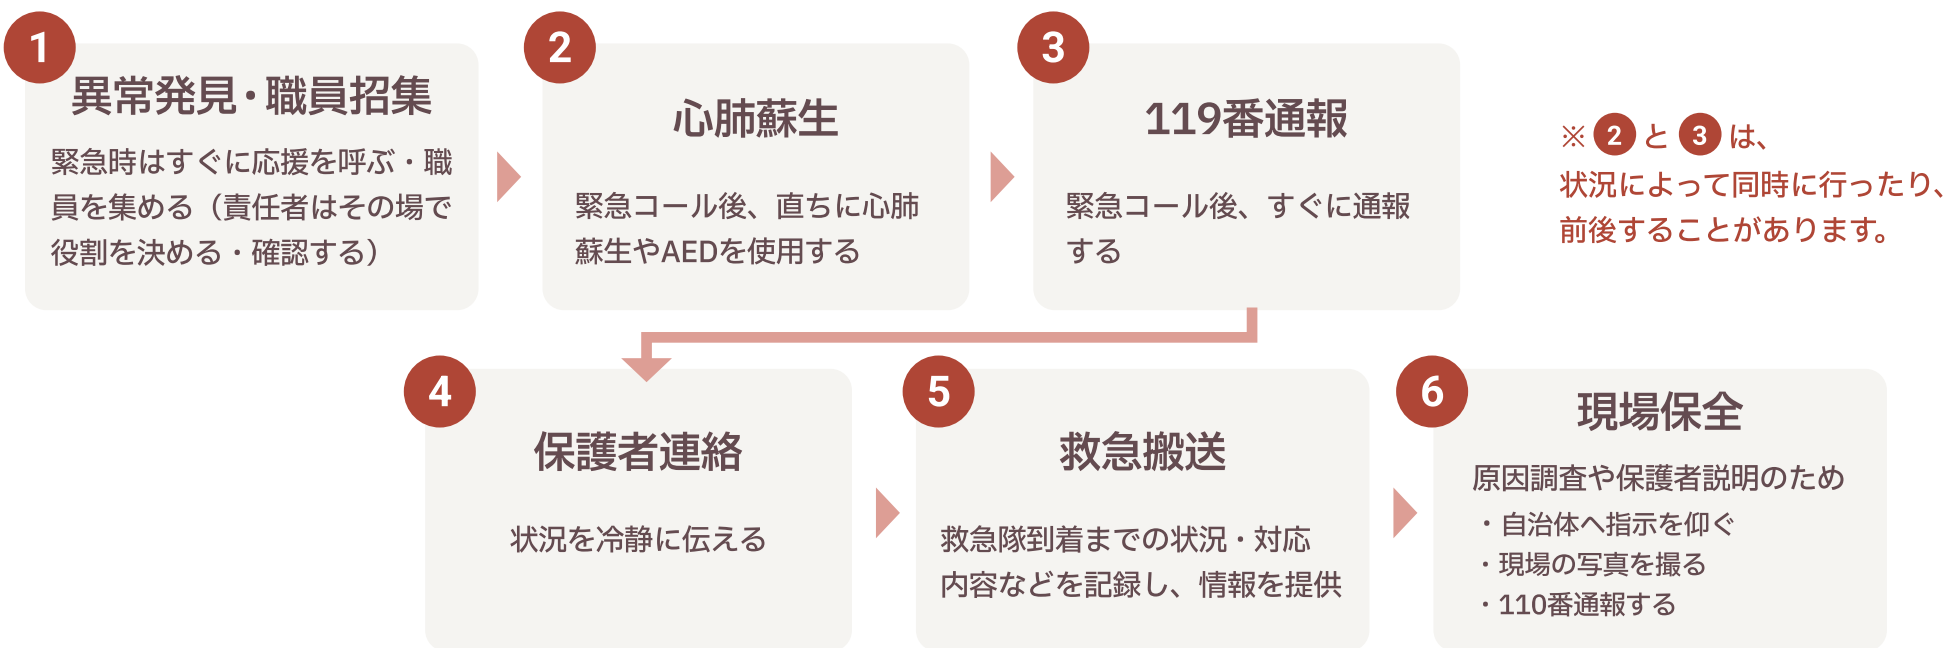 1
異常発見・職員招集
緊急時はすぐに応援を呼ぶ・職
員を集める（責任者はその場で
役割を決める・確認する）
2
心肺蘇生
緊急コール後、直ちに心肺
蘇生やAEDを使用する
3
119番通報
緊急コール後、すぐに通報
する
※ 2 と 3 は、
状況によって同時に行ったり、
前後することがあります。
4
保護者連絡
状況を冷静に伝える
5
救急搬送
救急隊到着までの状況・対応
内容などを記録し、情報を提供
6
現場保全
原因調査や保護者説明のため
・自治体へ指示を仰ぐ
・現場の写真を撮る
・110番通報する